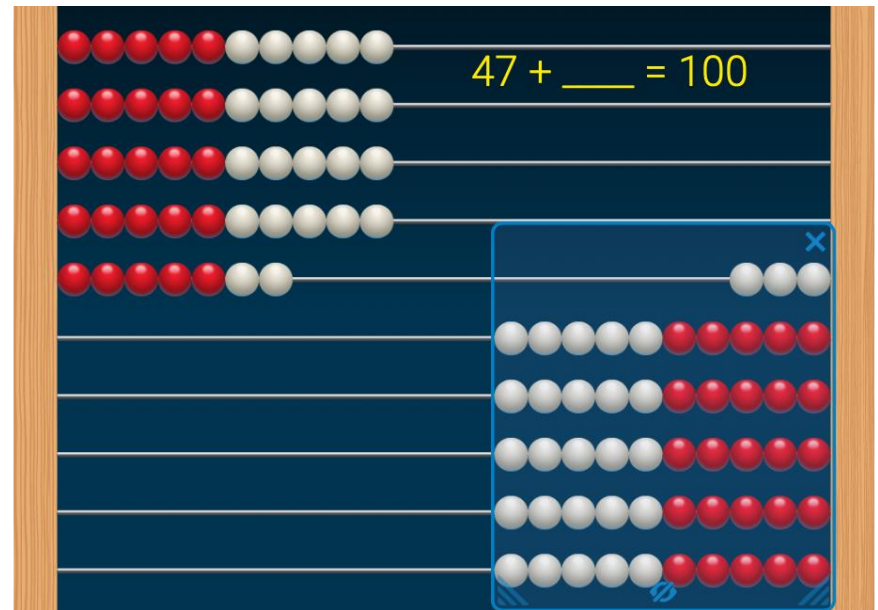 47 + ____ = 100